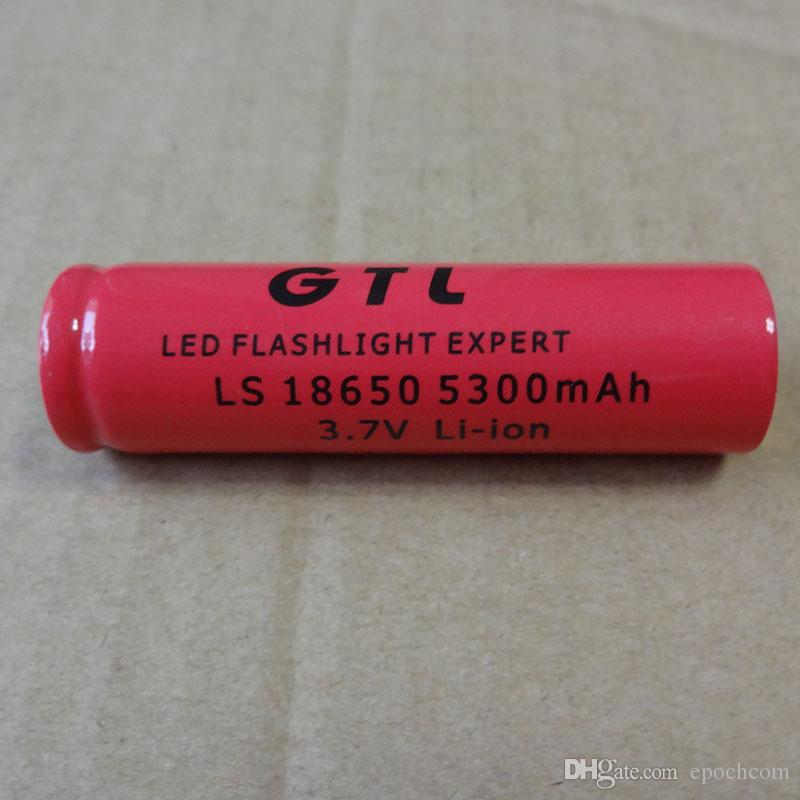 GTL
LED FLASHLIGHT EXPERT
LS 18650 5300mAh
3.7V Li-ion
DHgate.com epochcom